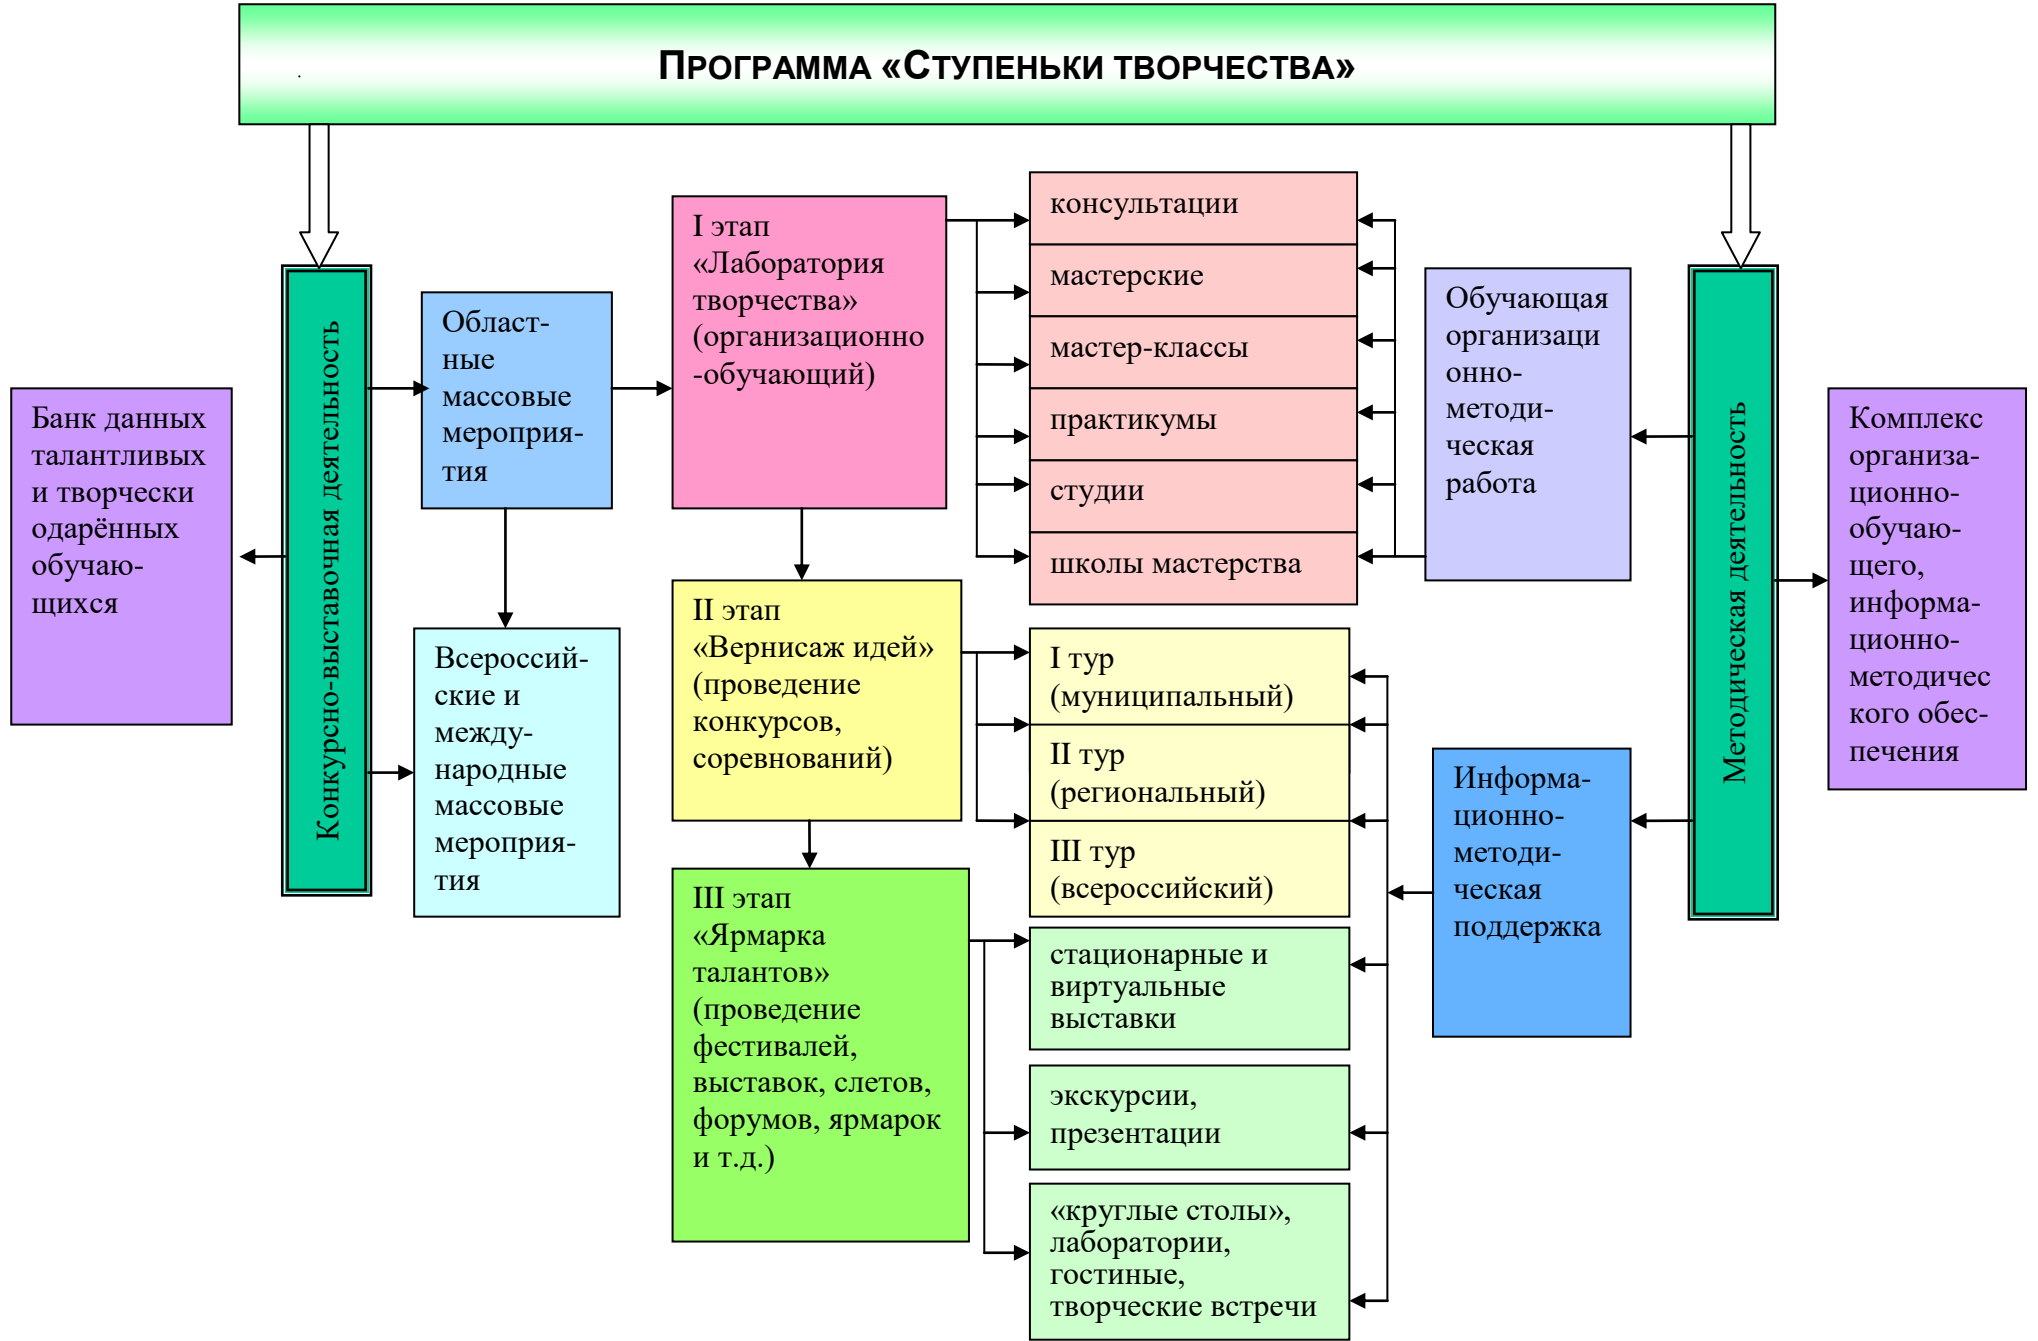 ПРОГРАММА «СТУПЕНЬКИ ТВОРЧЕСТВА»
Банк данных
талантливых
и творчески
одарённых
обучаю-
щихся
Конкурсно-выставочная деятельность
Област-
ные
массовые
мероприя-
тия
Всероссий-
ские и
между-
народные
массовые
мероприя-
тия
I этап
«Лаборатория
творчества»
(организационно
-обучающий)
II этап
«Вернисаж идей»
(проведение
конкурсов,
соревнований)
III этап
«Ярмарка
талантов»
(проведение
фестивалей,
выставок, слетов,
форумов, ярмарок
и т.д.)
консультации
мастерские
мастер-классы
практикумы
студии
школы мастерства
I тур
(муниципальный)
II тур
(региональный)
III тур
(всероссийский)
стационарные и
виртуальные
выставки
экскурсии,
презентации
«круглые столы»,
лаборатории,
гостиные,
творческие встречи
Обучающая
организаци
онно-
методи-
ческая
работа
Информа-
ционно-
методи-
ческая
поддержка
Методическая деятельность
Комплекс
организа-
ционно-
обучаю-
щего,
информа-
ционно-
методичес
кого обес-
печения